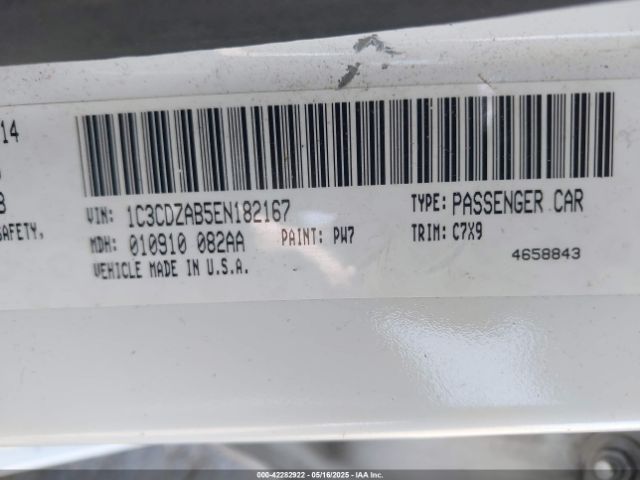 14
SAFETY,
VIN: 1C3CDZAB5EN182167 TYPE: PASSENGER CAR
MDH: 010910 082AA PAINT: PW7 TRIM: C7X9
VEHICLE MADE IN U.S.A. 4658843
000-42282922 — 05/16/2025 — IAA Inc.